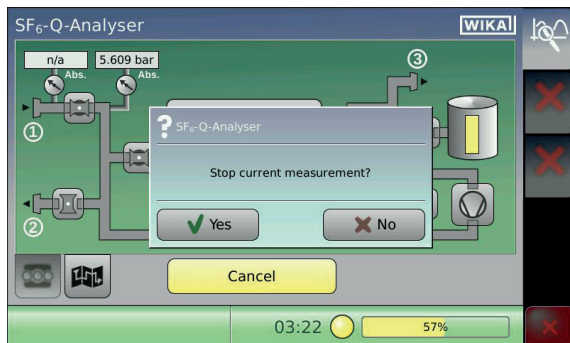 SF₆-Q-Analyser
WIKA
n/a
5.609 bar
Abs.
Abs.
③
①
SF₆-Q-Analyser
Stop current measurement?
Yes
No
②
Cancel
03:22
57%